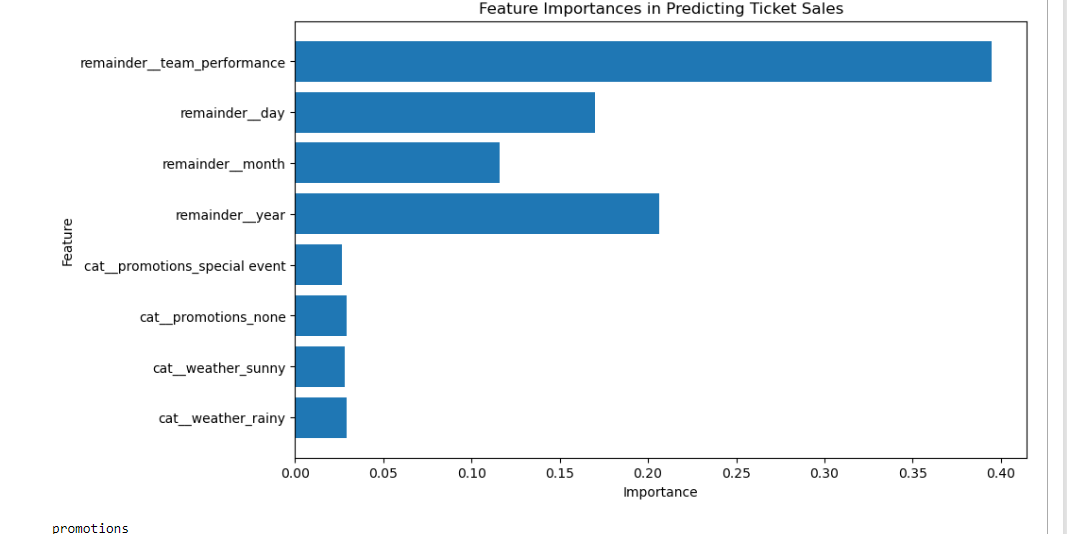 Feature Importances in Predicting Ticket Sales
remainder__team_performance
remainder__day
remainder__month
remainder__year
Feature
cat__promotions_special event
cat__promotions_none
cat__weather_sunny
cat__weather_rainy
0.00 0.05 0.10 0.15 0.20 0.25 0.30 0.35 0.40
Importance
promotions